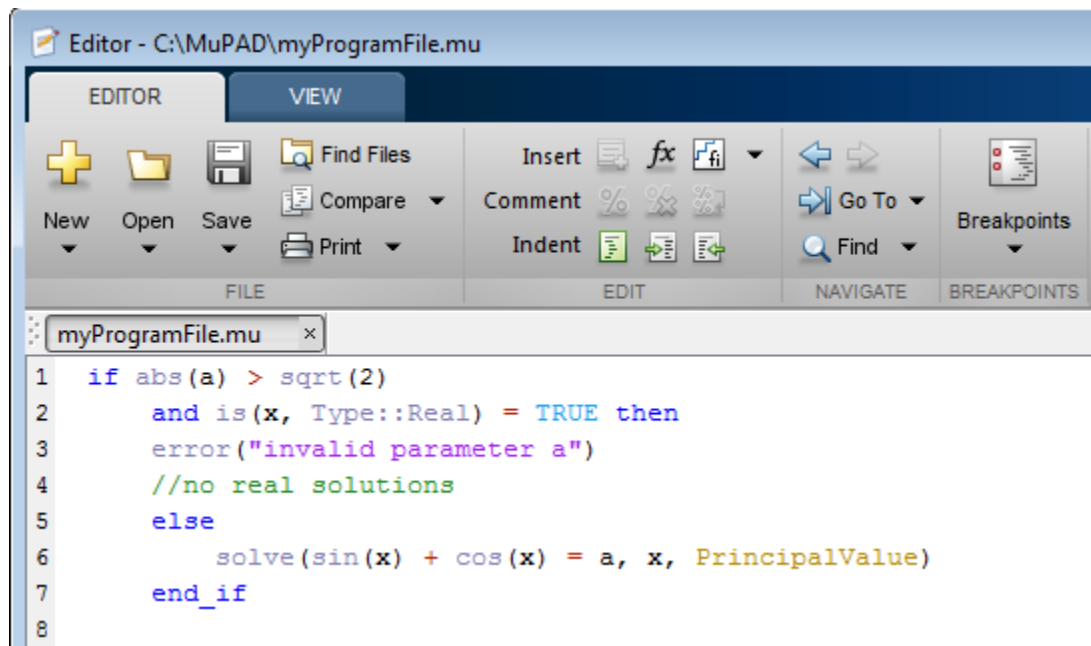 Editor - C:\MuPAD\myProgramFile.mu
EDITOR VIEW
New Open Save Find Files Compare Print
Insert fx fi
Comment % % %
Indent
Go To
Find
Breakpoints
FILE EDIT NAVIGATE BREAKPOINTS
myProgramFile.mu ×
1 if abs(a) > sqrt(2)
2 and is(x, Type::Real) = TRUE then
3 error("invalid parameter a")
4 //no real solutions
5 else
6 solve(sin(x) + cos(x) = a, x, PrincipalValue)
7 end_if
8